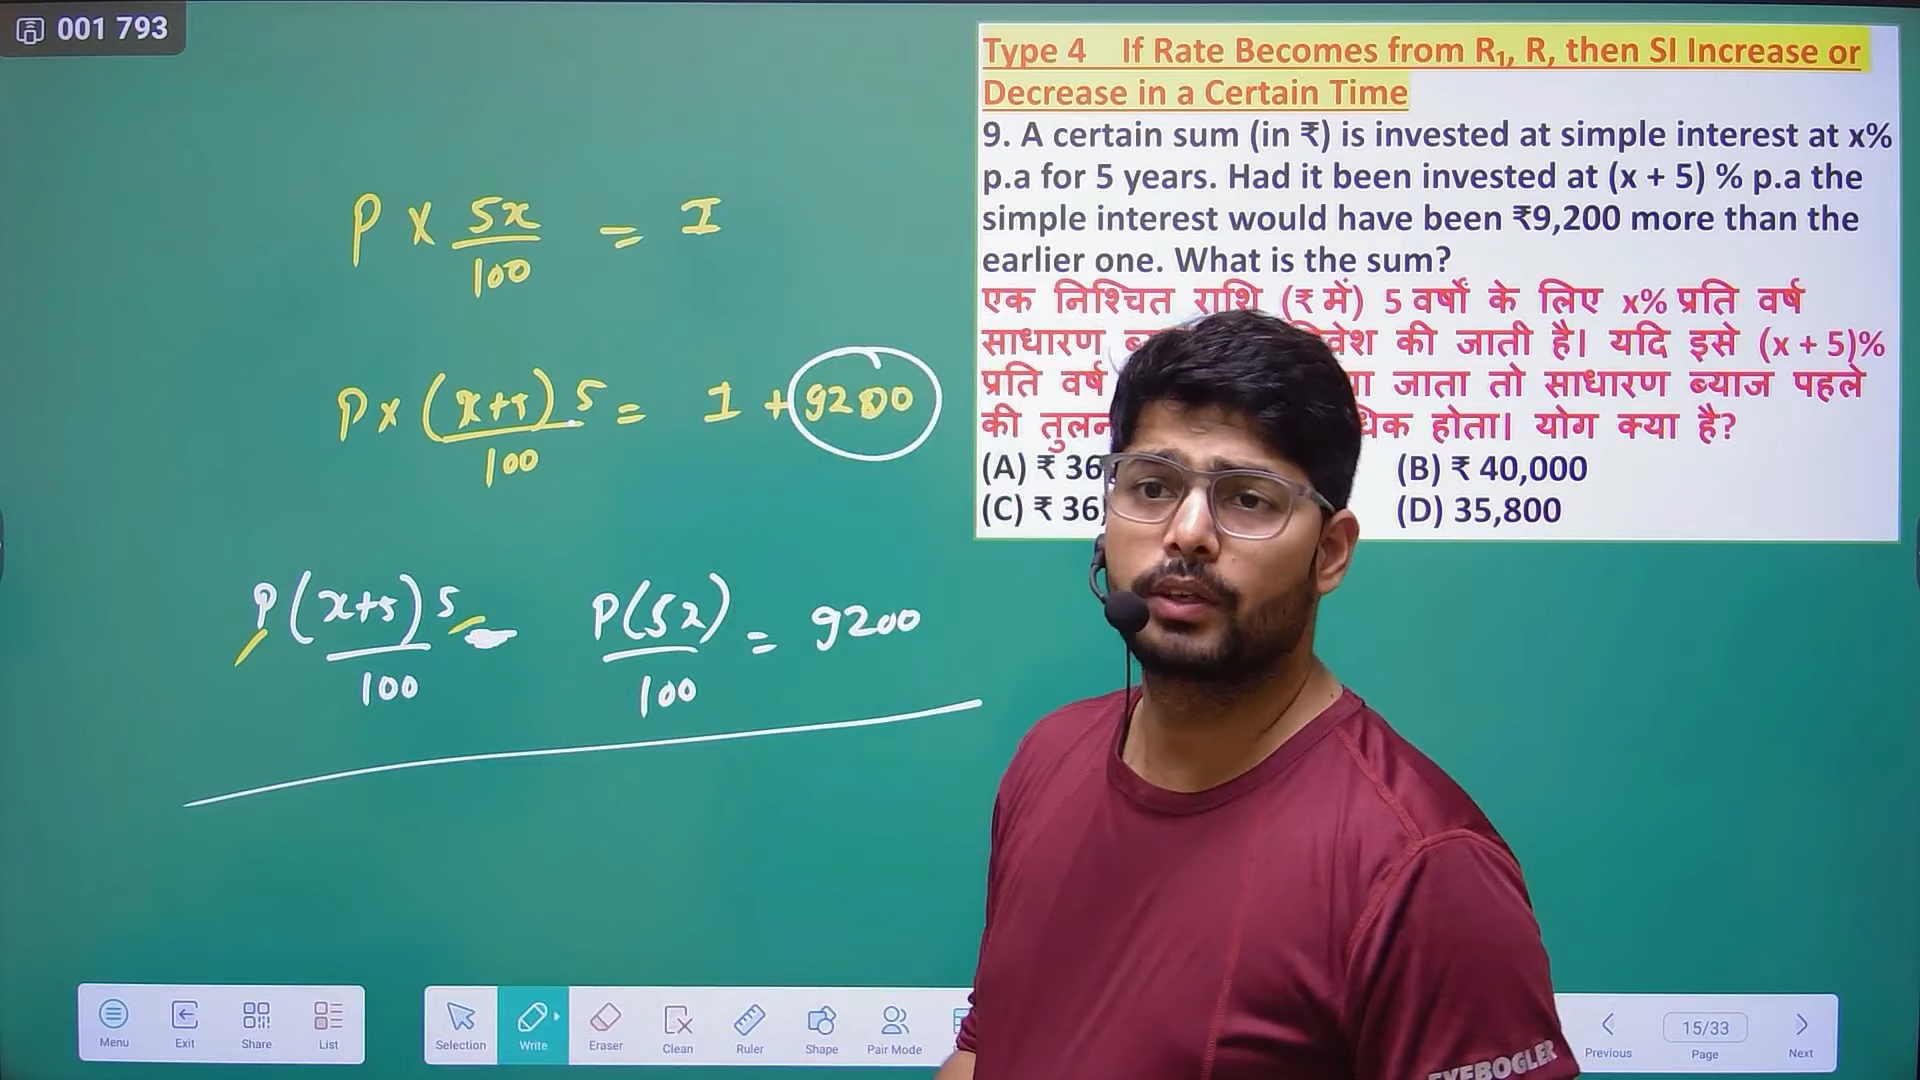 001 793
Type 4 If Rate Becomes from R₁, R, then SI Increase or
Decrease in a Certain Time
9. A certain sum (in ₹) is invested at simple interest at x%
p.a for 5 years. Had it been invested at (x + 5) % p.a the
simple interest would have been ₹9,200 more than the
earlier one. What is the sum?
एक निश्चित राशि (₹ में) 5 वर्षों के लिए x% प्रति वर्ष
साधारण की जाती है। यदि इसे (x + 5)%
प्रति वर्ष जाता तो साधारण ब्याज पहले
की होता। योग क्या है?
(A) ₹ 36 (B) ₹ 40,000
(C) ₹ 36, (D) 35,800
P × 5x/100 = I
P × (x+5)5/100 = I + 9200
P(x+5)5/100 - P(5x)/100 = 9200
Menu Exit Share List
Selection Write Eraser Clean Ruler Shape Pair Mode
Previous 15/33 Page Next
EYEBOGLER